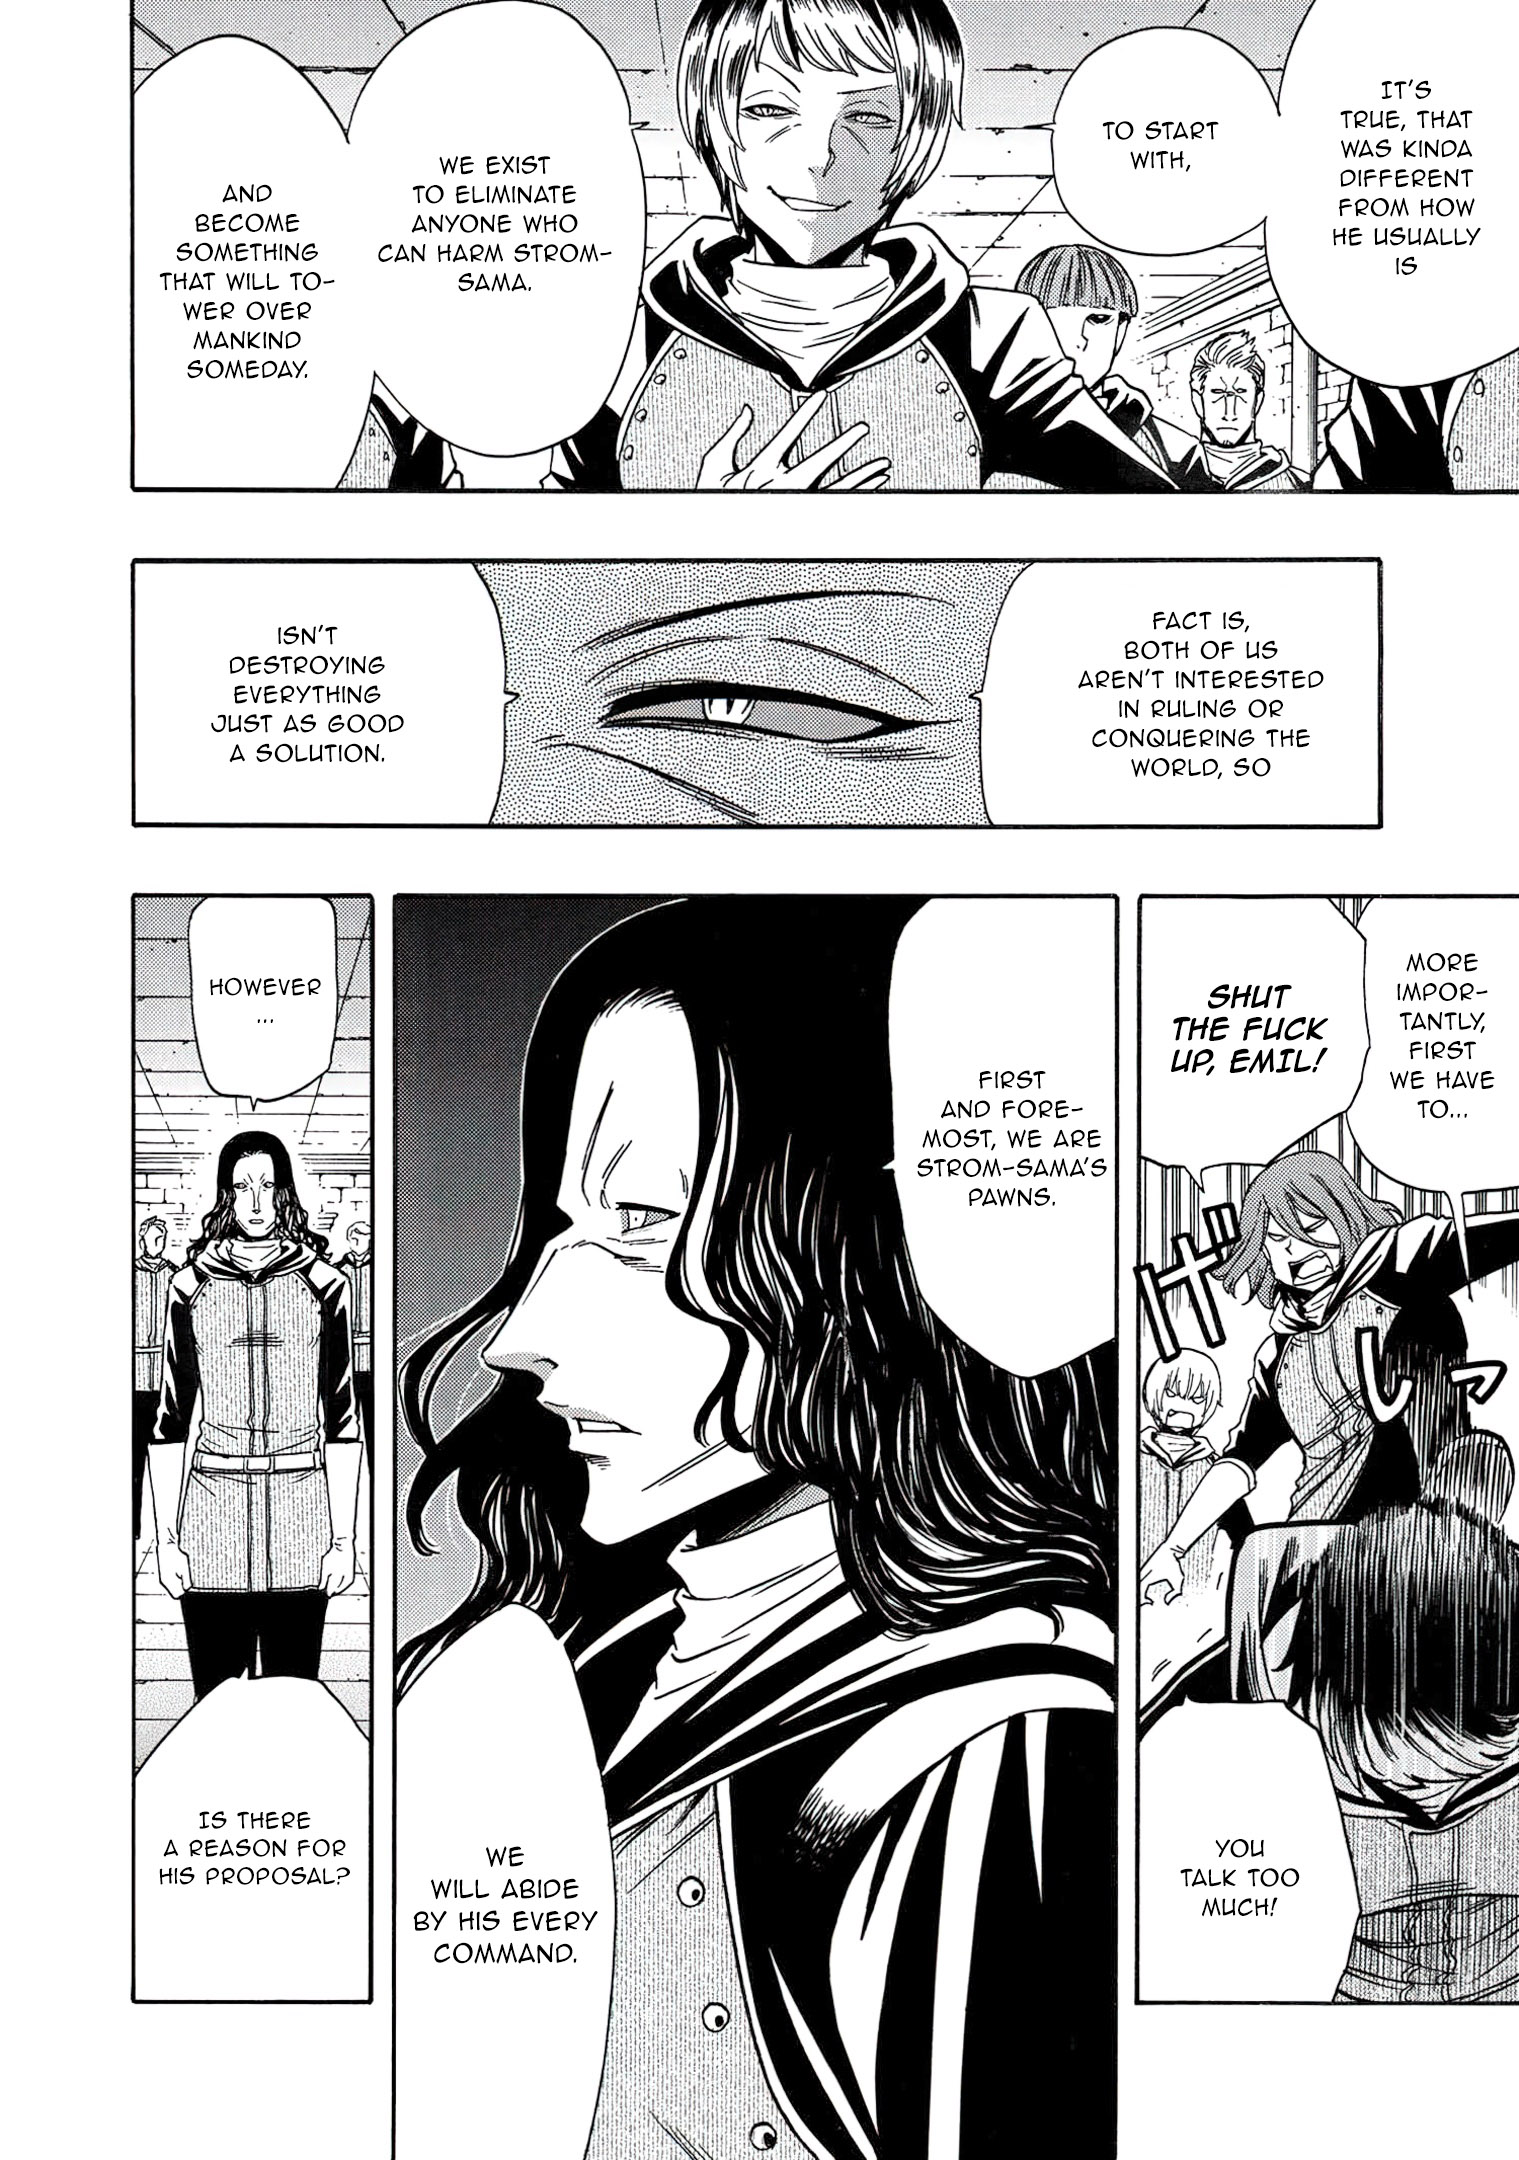 IT'S
TRUE, THAT
WAS KINDA
DIFFERENT
FROM HOW
HE USUALLY
IS
TO START
WITH,
WE EXIST
TO ELIMINATE
ANYONE WHO
CAN HARM STROM-
SAMA.
AND
BECOME
SOMETHING
THAT WILL TO-
WER OVER
MANKIND
SOMEDAY.
FACT IS,
BOTH OF US
AREN'T INTERESTED
IN RULING OR
CONQUERING THE
WORLD, SO
ISN'T
DESTROYING
EVERYTHING
JUST AS GOOD
A SOLUTION.
MORE
IMPOR-
TANTLY,
FIRST
WE HAVE
TO...
SHUT
THE FUCK
UP, EMIL!
げしっ
YOU
TALK TOO
MUCH!
FIRST
AND FORE-
MOST, WE ARE
STROM-SAMA'S
PAWNS.
WE
WILL ABIDE
BY HIS EVERY
COMMAND.
HOWEVER
...
IS THERE
A REASON FOR
HIS PROPOSAL?